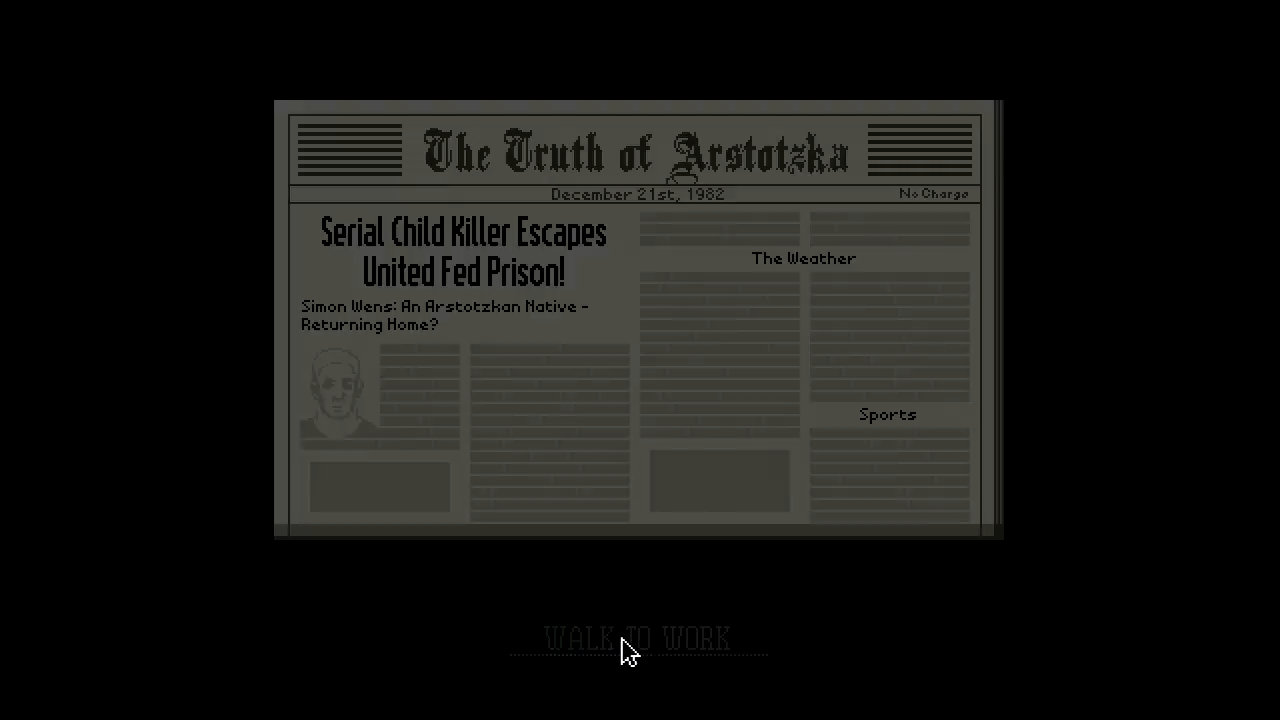 The Truth of Arstotzka
December 21st, 1982
No Charge
Serial Child Killer Escapes
United Fed Prison!
Simon Wens: An Arstotzkan Native -
Returning Home?
The Weather
Sports
WALK TO WORK